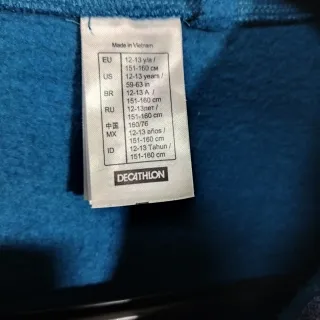 Made in Vietnam
EU 12-13 y/a /
151-160 см
US 12-13 years /
59-63 in
BR 12-13 A /
151-160 cm
RU 12-13лет /
151-160 cm
中国 160/76
MX 12-13 años /
151-160 cm
ID 12-13 Tahun /
151-160 cm
DECATHLON